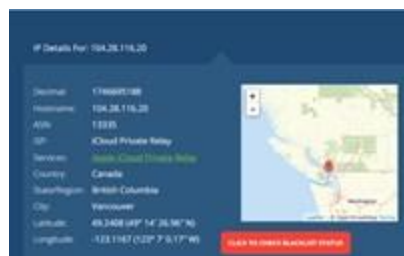 IP Details For: 104.28.116.20
Decimal: 1746695188
Hostname: 104.28.116.20
ASN: 13335
ISP: iCloud Private Relay
Services: Apple iCloud Private Relay
Country: Canada
State/Region: British Columbia
City: Vancouver
Latitude: 49.2408 (49° 14′ 26.96″ N)
Longitude: -123.1167 (123° 7′ 0.17″ W)
+
-
Washington
CLICK TO CHECK BLACKLIST STATUS